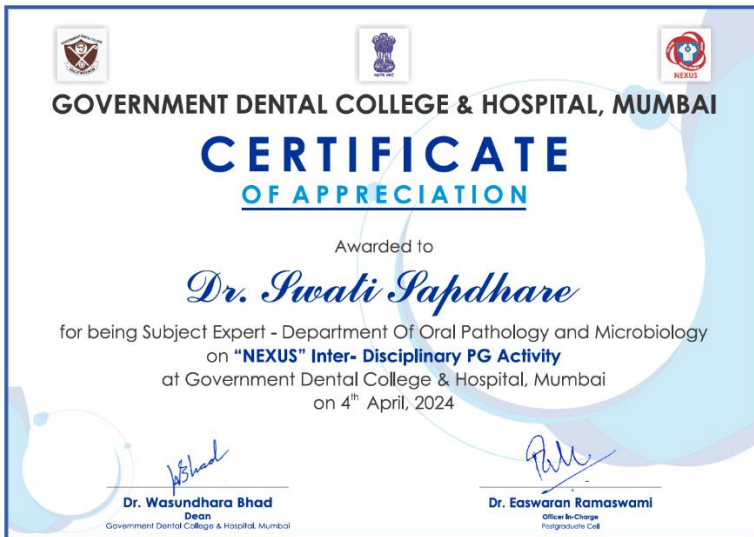 NEXUS
GOVERNMENT DENTAL COLLEGE & HOSPITAL, MUMBAI
CERTIFICATE
OF APPRECIATION
Awarded to
Dr. Swati Sapdhare
for being Subject Expert - Department Of Oral Pathology and Microbiology
on “NEXUS” Inter- Disciplinary PG Activity
at Government Dental College & Hospital, Mumbai
on 4th April, 2024
Dr. Wasundhara Bhad
Dean
Government Dental College & Hospital, Mumbai
Dr. Easwaran Ramaswami
Officer In-Charge
Postgraduate Cell